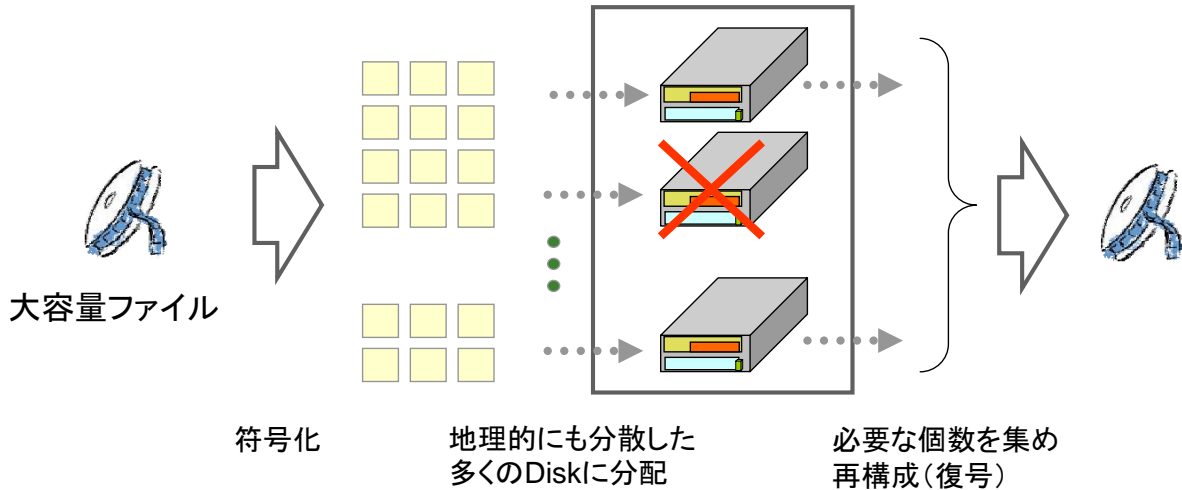 大容量ファイル
符号化
地理的にも分散した
多くのDiskに分配
必要な個数を集め
再構成（復号）